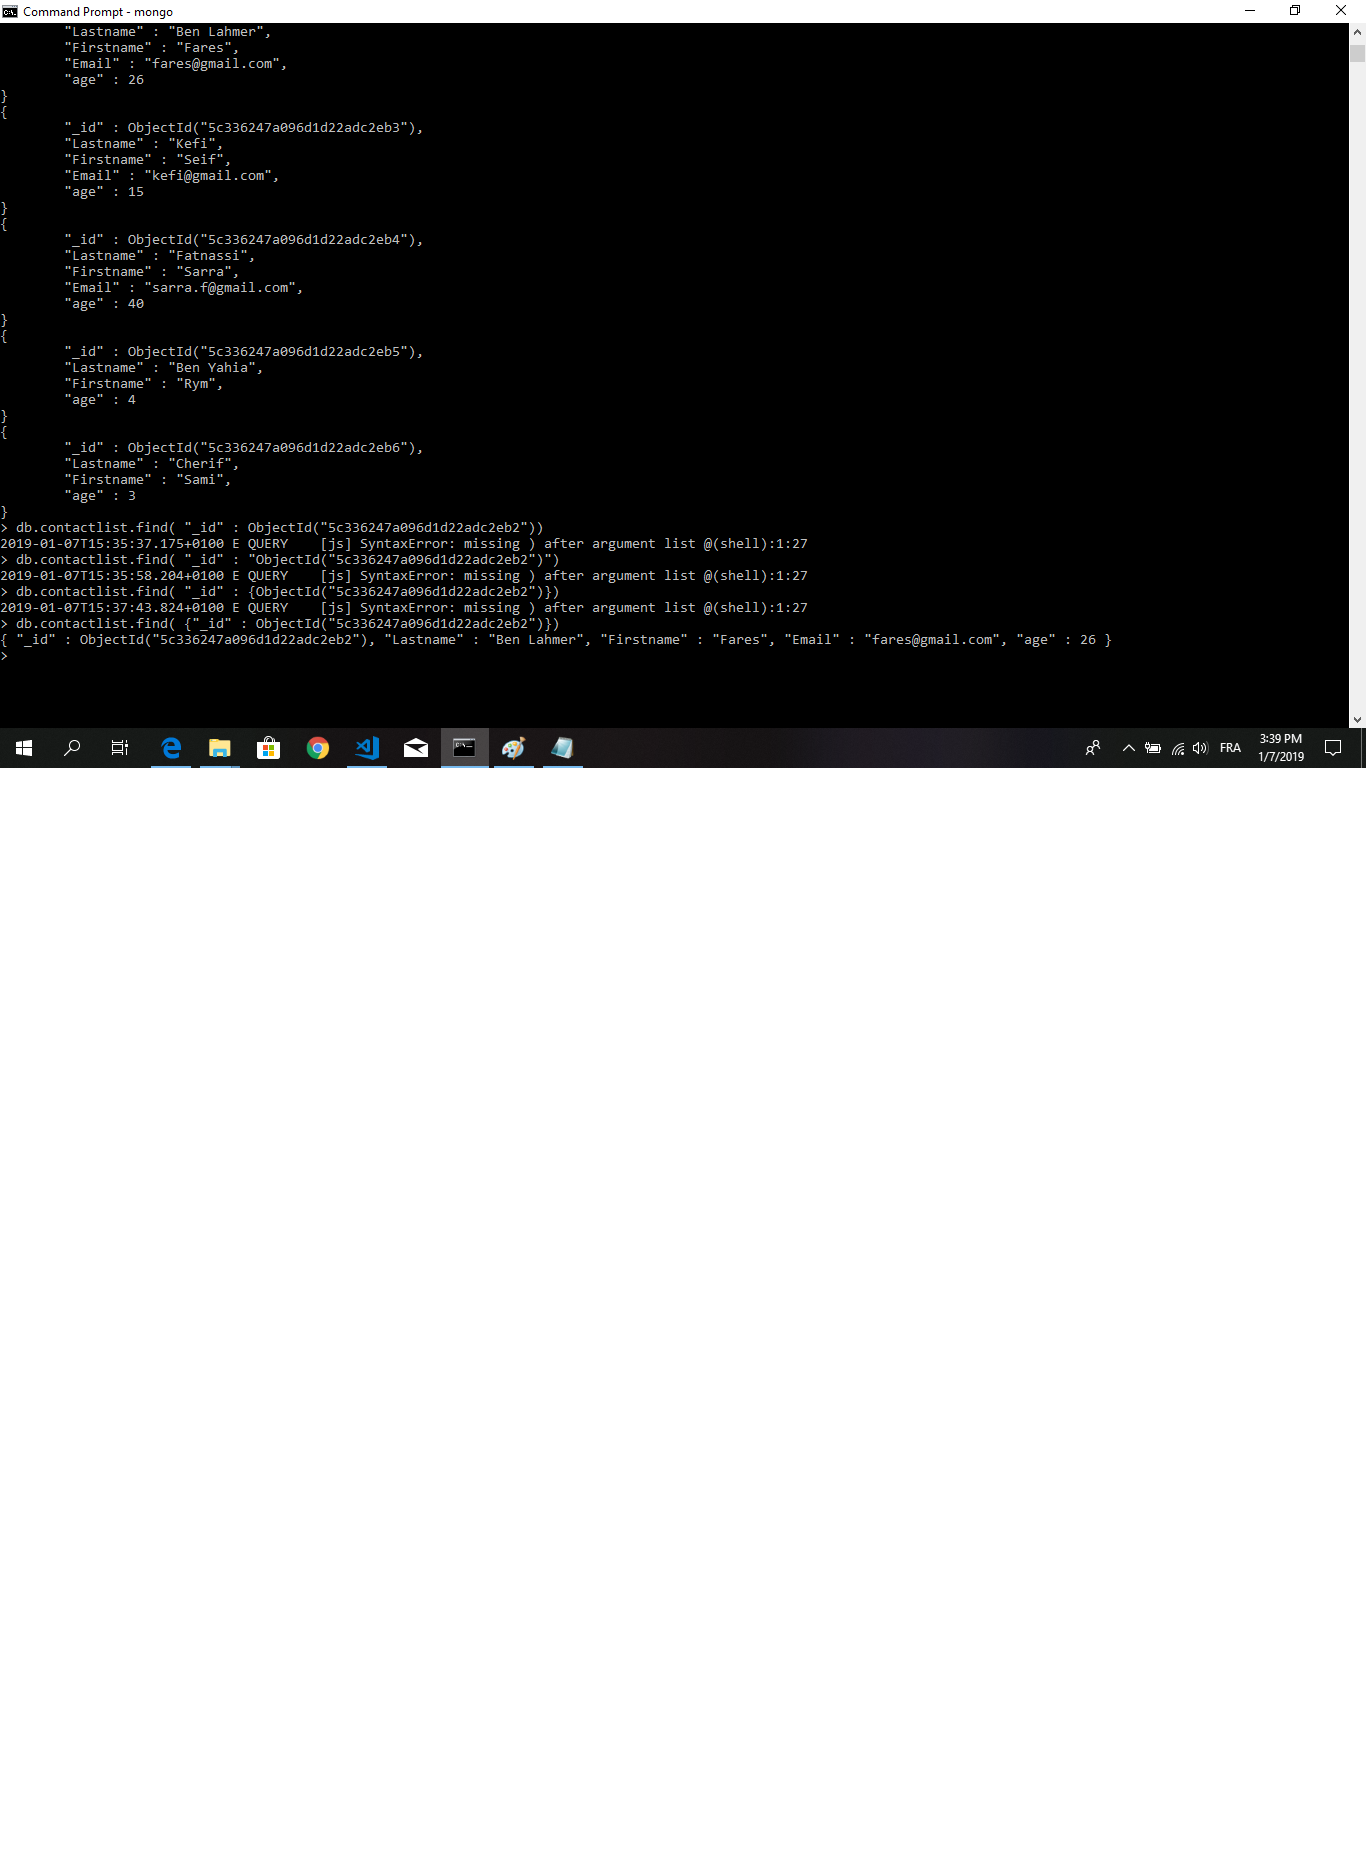 Command Prompt - mongo
"Lastname" : "Ben Lahmer",
"Firstname" : "Fares",
"Email" : "fares@gmail.com",
"age" : 26
}
{
"_id" : ObjectId("5c336247a096d1d22adc2eb3"),
"Lastname" : "Kefi",
"Firstname" : "Seif",
"Email" : "kefi@gmail.com",
"age" : 15
}
{
"_id" : ObjectId("5c336247a096d1d22adc2eb4"),
"Lastname" : "Fatnassi",
"Firstname" : "Sarra",
"Email" : "sarra.f@gmail.com",
"age" : 40
}
{
"_id" : ObjectId("5c336247a096d1d22adc2eb5"),
"Lastname" : "Ben Yahia",
"Firstname" : "Rym",
"age" : 4
}
{
"_id" : ObjectId("5c336247a096d1d22adc2eb6"),
"Lastname" : "Cherif",
"Firstname" : "Sami",
"age" : 3
}
> db.contactlist.find( "_id" : ObjectId("5c336247a096d1d22adc2eb2"))
2019-01-07T15:35:37.175+0100 E QUERY    [js] SyntaxError: missing ) after argument list @(shell):1:27
> db.contactlist.find( "_id" : "ObjectId("5c336247a096d1d22adc2eb2")")
2019-01-07T15:35:58.204+0100 E QUERY    [js] SyntaxError: missing ) after argument list @(shell):1:27
> db.contactlist.find( "_id" : {ObjectId("5c336247a096d1d22adc2eb2")})
2019-01-07T15:37:43.824+0100 E QUERY    [js] SyntaxError: missing ) after argument list @(shell):1:27
> db.contactlist.find( {"_id" : ObjectId("5c336247a096d1d22adc2eb2")})
{ "_id" : ObjectId("5c336247a096d1d22adc2eb2"), "Lastname" : "Ben Lahmer", "Firstname" : "Fares", "Email" : "fares@gmail.com", "age" : 26 }
>
FRA
3:39 PM
1/7/2019